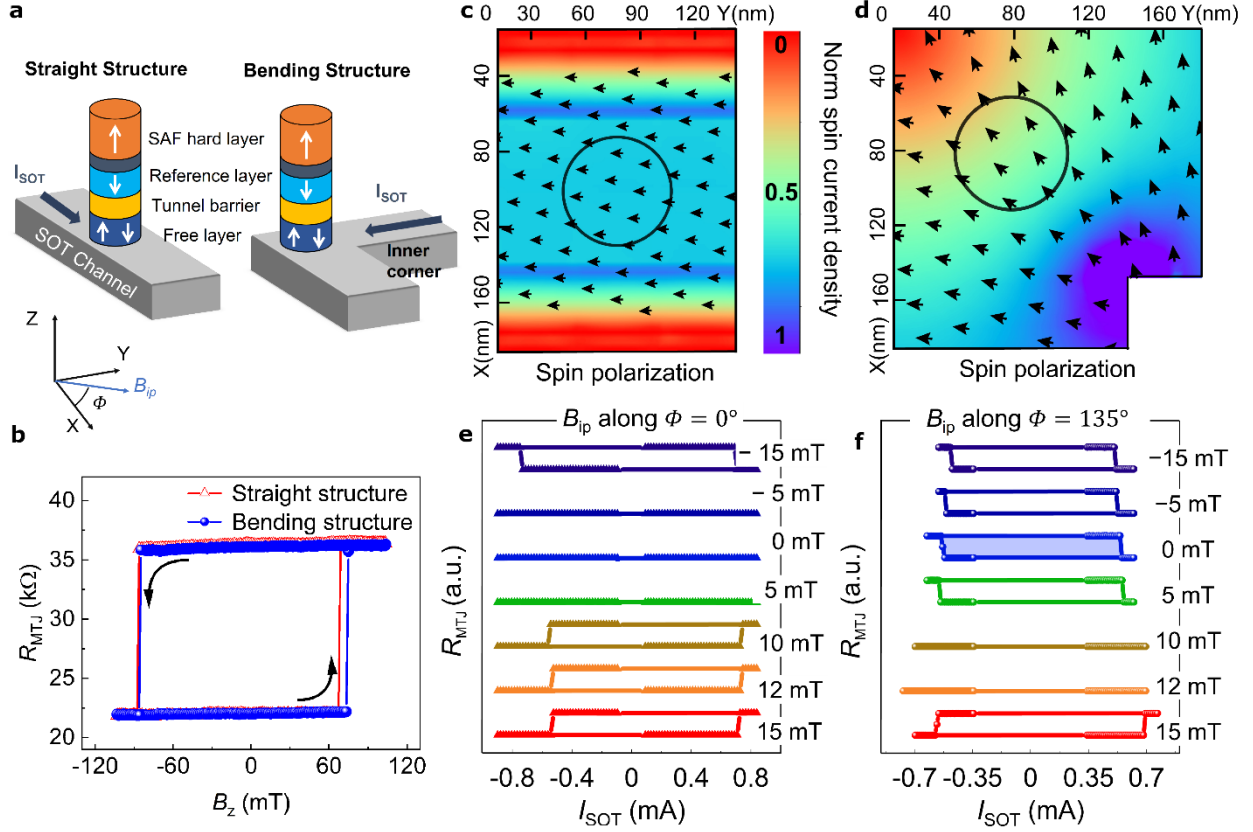 a
Straight Structure
Bending Structure
SAF hard layer
Reference layer
Tunnel barrier
Free layer
I_SOT
I_SOT
SOT Channel
Inner
corner
Z
Y
B_ip
Φ
X
b
Straight structure
Bending structure
R_MTJ (kΩ)
40
35
30
25
20
-120 -60 0 60 120
B_z (mT)
c
0 40 80 120 Y(nm)
40
80
120
160
X(nm)
Spin polarization
0
0.5
1
Norm spin current density
d
0 40 80 120 160 Y(nm)
40
80
120
160
X(nm)
Spin polarization
e
B_ip along Φ = 0°
− 15 mT
− 5 mT
0 mT
5 mT
10 mT
12 mT
15 mT
R_MTJ (a.u.)
-0.8 -0.4 0 0.4 0.8
I_SOT (mA)
f
B_ip along Φ = 135°
−15 mT
−5 mT
0 mT
5 mT
10 mT
12 mT
15 mT
R_MTJ (a.u.)
-0.7 -0.35 0 0.35 0.7
I_SOT (mA)